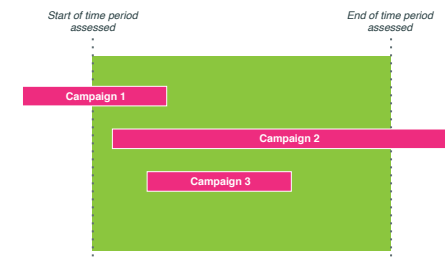 Start of time period
assessed
End of time period
assessed
Campaign 1
Campaign 2
Campaign 3